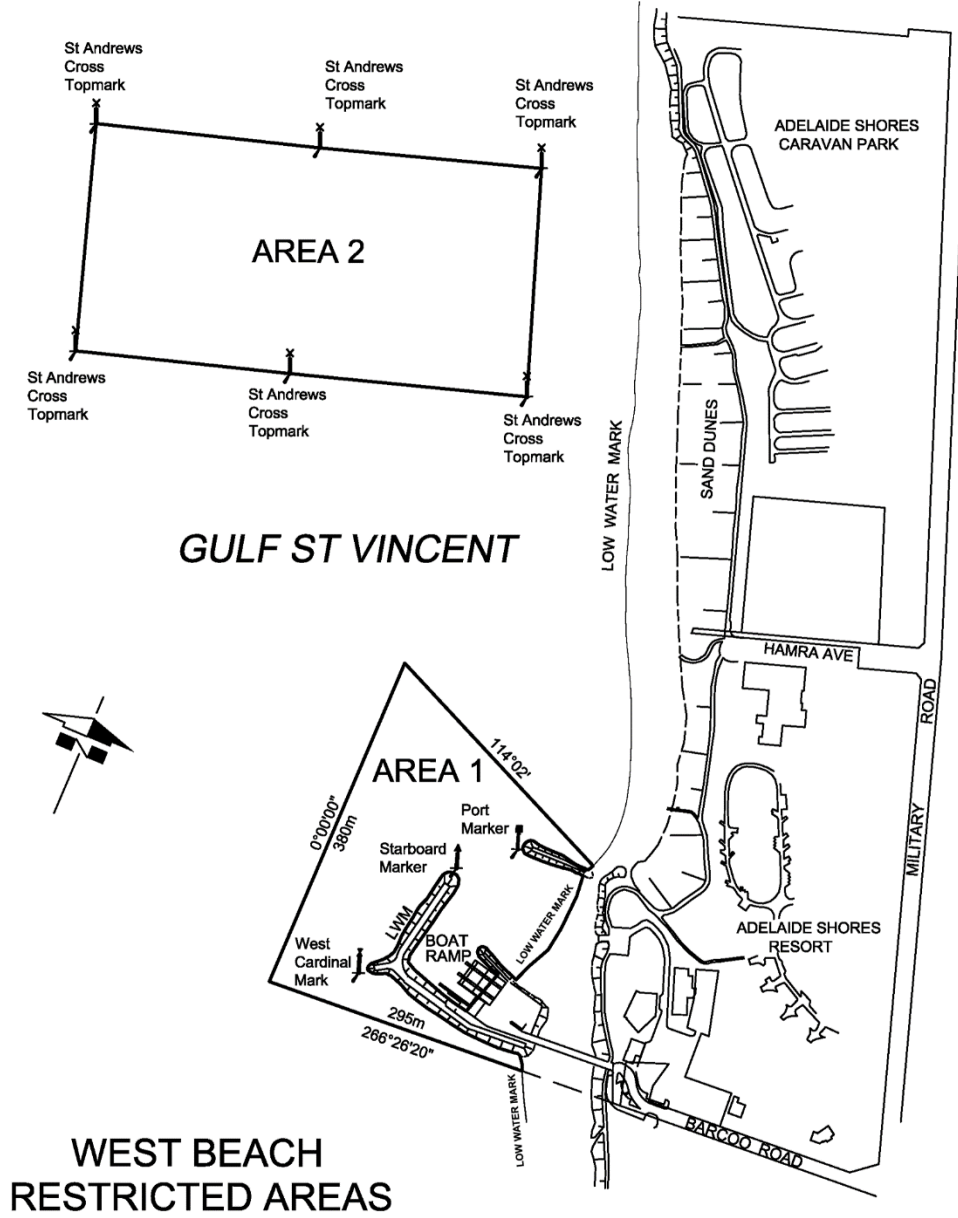 St Andrews
Cross
Topmark
St Andrews
Cross
Topmark
St Andrews
Cross
Topmark
ADELAIDE SHORES
CARAVAN PARK
AREA 2
St Andrews
Cross
Topmark
St Andrews
Cross
Topmark
St Andrews
Cross
Topmark
LOW WATER MARK
SAND DUNES
GULF ST VINCENT
HAMRA AVE
MILITARY ROAD
N
AREA 1
114°02'
0°00'00"
380m
Port
Marker
Starboard
Marker
LWM
West
Cardinal
Mark
BOAT
RAMP
LOW WATER MARK
ADELAIDE SHORES
RESORT
295m
266°26'20"
LOW WATER MARK
BARCOO ROAD
WEST BEACH
RESTRICTED AREAS